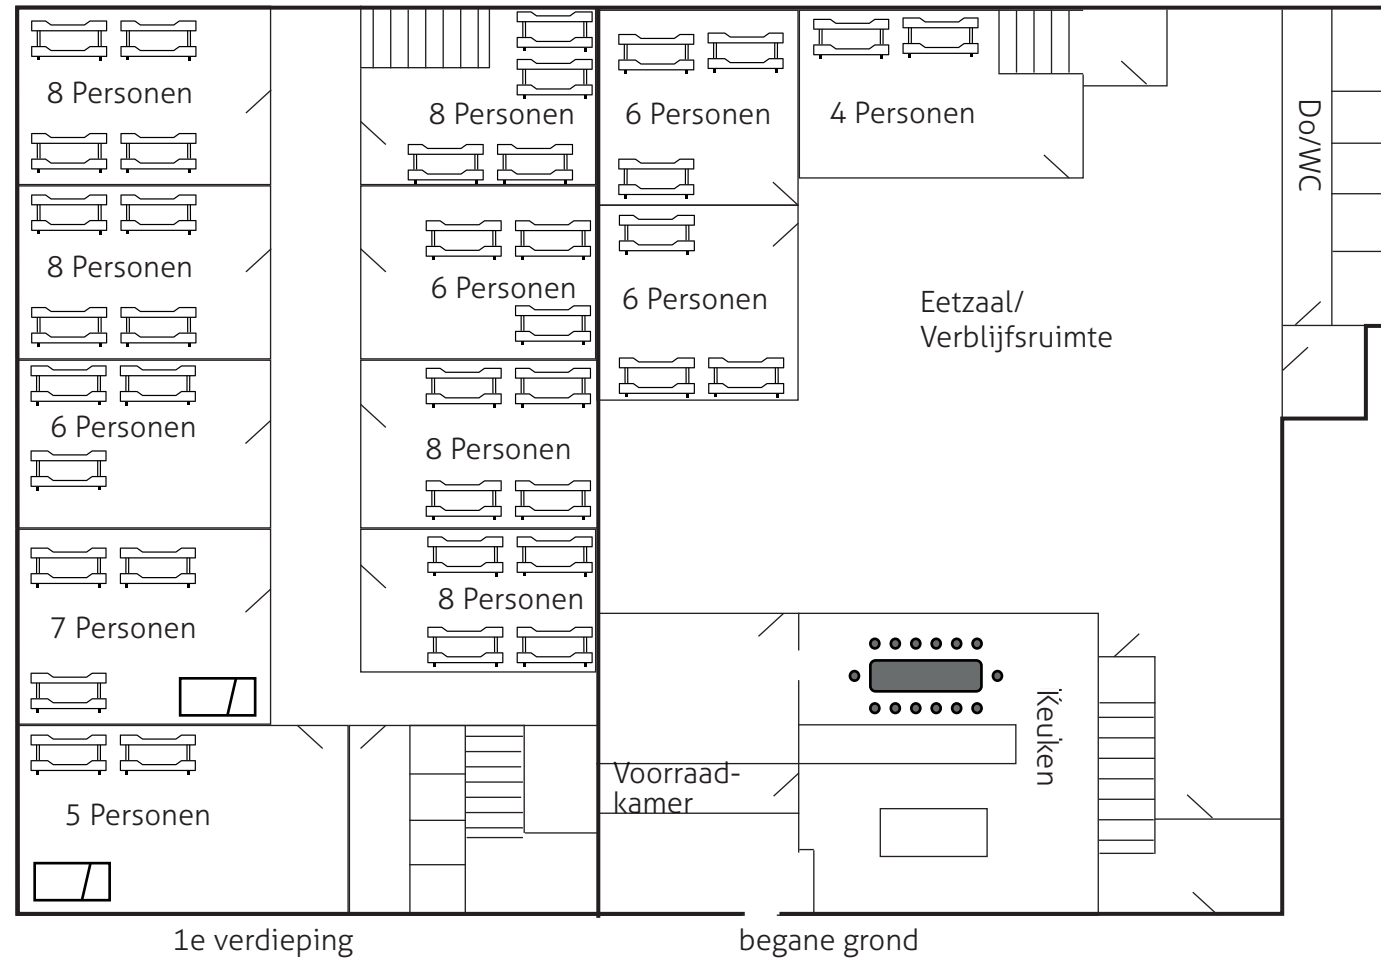 8 Personen
8 Personen
6 Personen
7 Personen
5 Personen
8 Personen
6 Personen
8 Personen
8 Personen
1e verdieping
6 Personen
4 Personen
6 Personen
Eetzaal/
Verblijfsruimte
Do/WC
Keuken
Voorraad-
kamer
begane grond